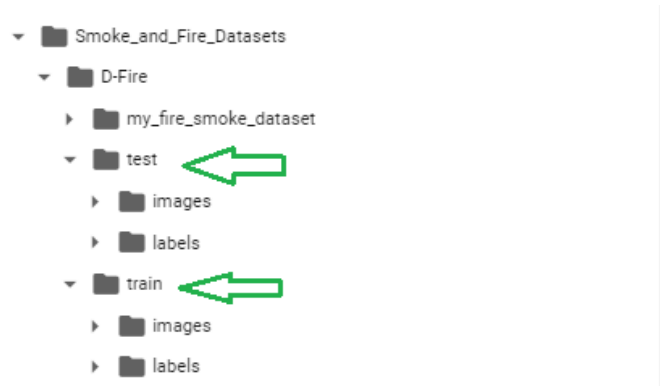 Smoke_and_Fire_Datasets
D-Fire
my_fire_smoke_dataset
test
images
labels
train
images
labels